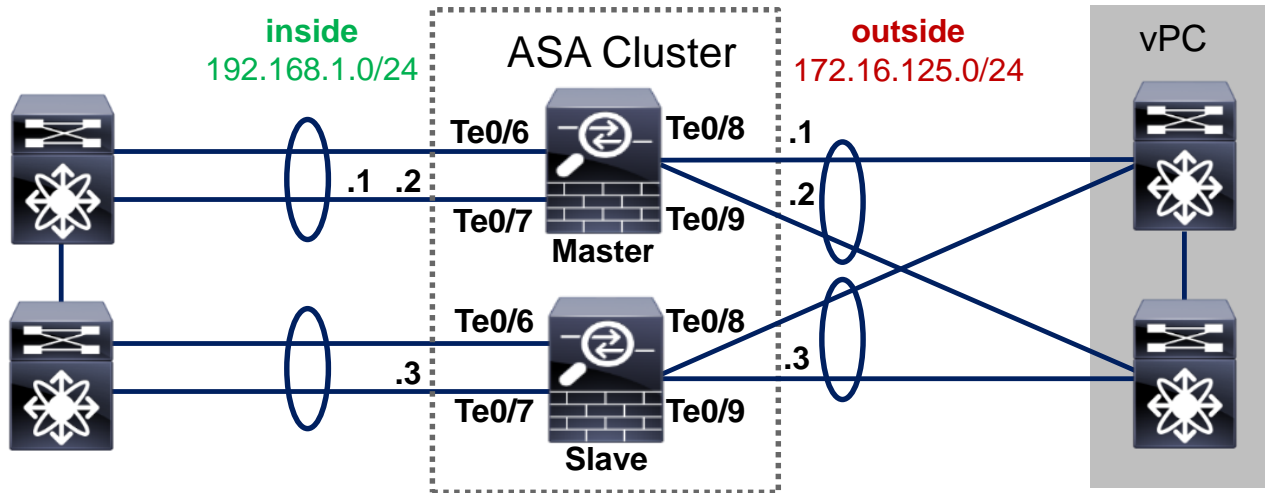 inside
192.168.1.0/24
ASA Cluster
outside
172.16.125.0/24
vPC
Te0/6
Te0/8
.1
.1 .2
.2
Te0/7
Te0/9
Master
Te0/6
Te0/8
.3
.3
Te0/7
Te0/9
Slave